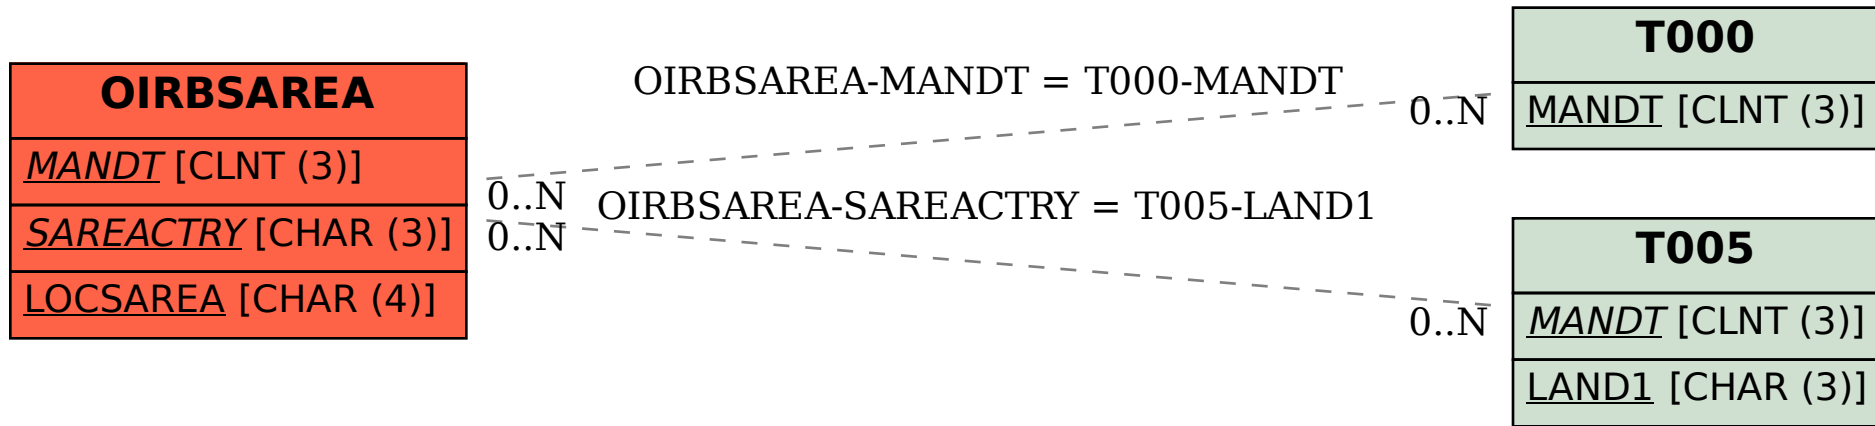 OIRBSAREA
MANDT [CLNT (3)]
SAREACTRY [CHAR (3)]
LOCSAREA [CHAR (4)]
OIRBSAREA-MANDT = T000-MANDT
0..N
0..N
OIRBSAREA-SAREACTRY = T005-LAND1
0..N
0..N
T000
MANDT [CLNT (3)]
T005
MANDT [CLNT (3)]
LAND1 [CHAR (3)]